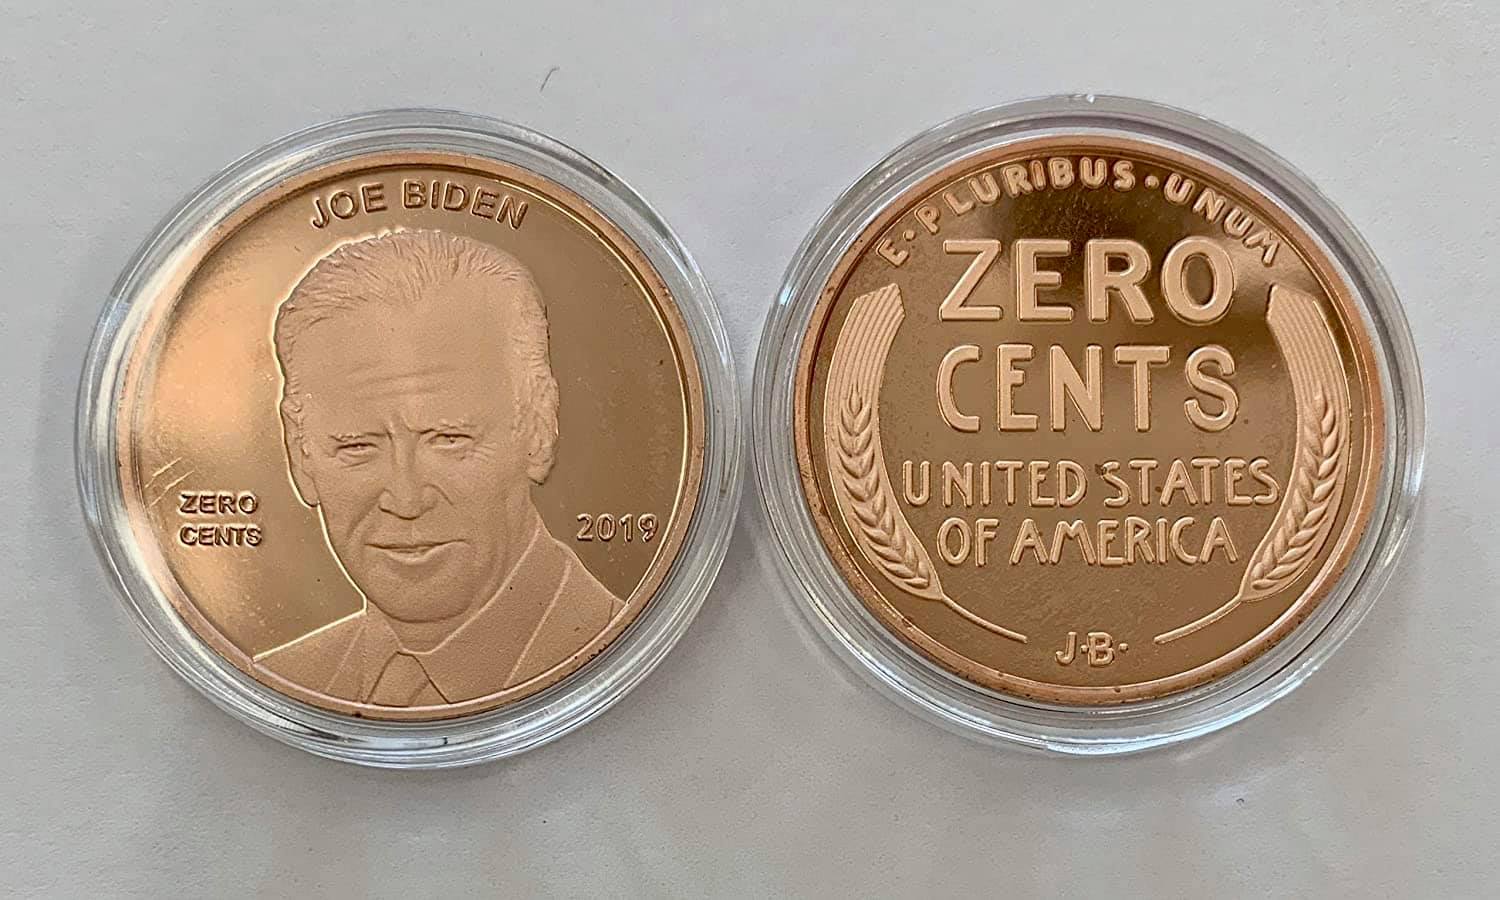 JOE BIDEN
ZERO
CENTS
2019
E·PLURIBUS·UNUM
ZERO
CENTS
UNITED STATES
OF AMERICA
J·B·